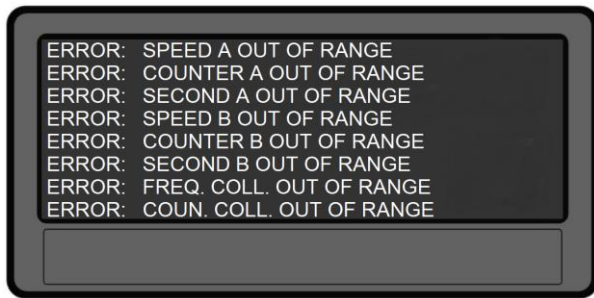 ERROR: SPEED A OUT OF RANGE
ERROR: COUNTER A OUT OF RANGE
ERROR: SECOND A OUT OF RANGE
ERROR: SPEED B OUT OF RANGE
ERROR: COUNTER B OUT OF RANGE
ERROR: SECOND B OUT OF RANGE
ERROR: FREQ. COLL. OUT OF RANGE
ERROR: COUN. COLL. OUT OF RANGE